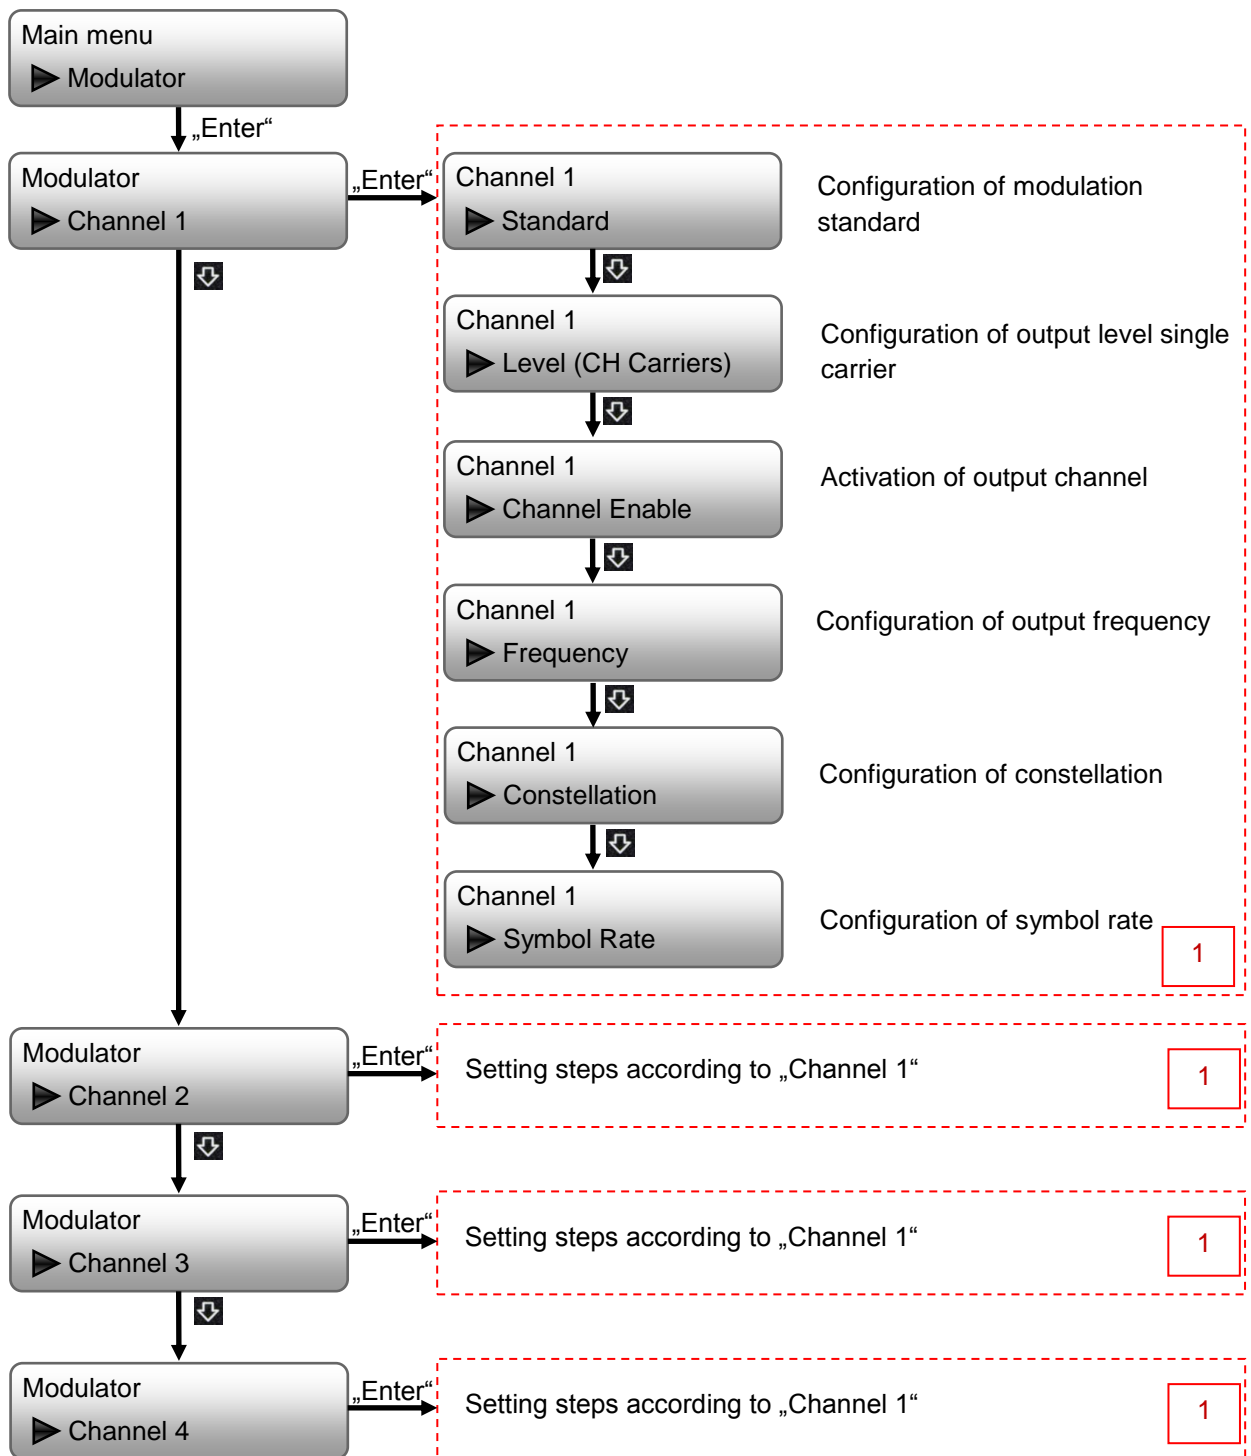 Main menu
Modulator
„Enter“
Modulator
Channel 1
„Enter“
Channel 1
Standard
Configuration of modulation
standard
Channel 1
Level (CH Carriers)
Configuration of output level single
carrier
Channel 1
Channel Enable
Activation of output channel
Channel 1
Frequency
Configuration of output frequency
Channel 1
Constellation
Configuration of constellation
Channel 1
Symbol Rate
Configuration of symbol rate
1
Modulator
Channel 2
„Enter“
Setting steps according to „Channel 1“
1
Modulator
Channel 3
„Enter“
Setting steps according to „Channel 1“
1
Modulator
Channel 4
„Enter“
Setting steps according to „Channel 1“
1